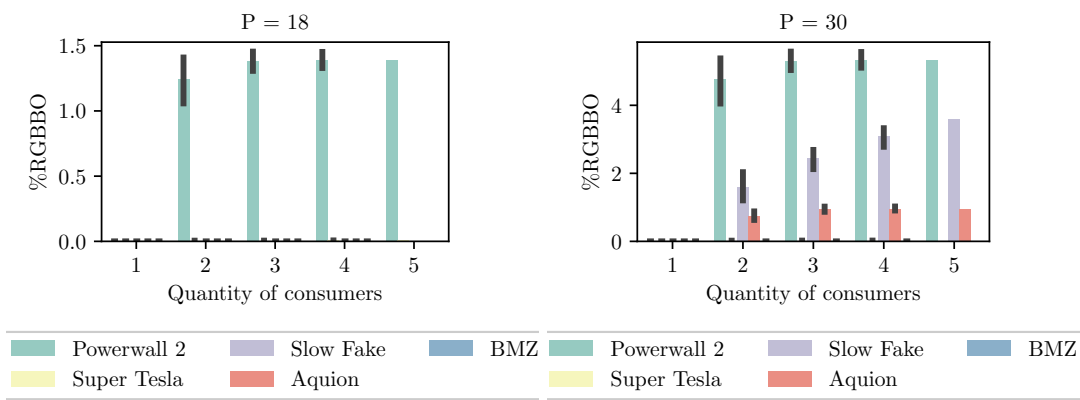 P = 18
%RGBBO
1.5
1.0
0.5
0.0
1 2 3 4 5
Quantity of consumers
Powerwall 2 Slow Fake BMZ
Super Tesla Aquion
P = 30
%RGBBO
4
2
0
1 2 3 4 5
Quantity of consumers
Powerwall 2 Slow Fake BMZ
Super Tesla Aquion